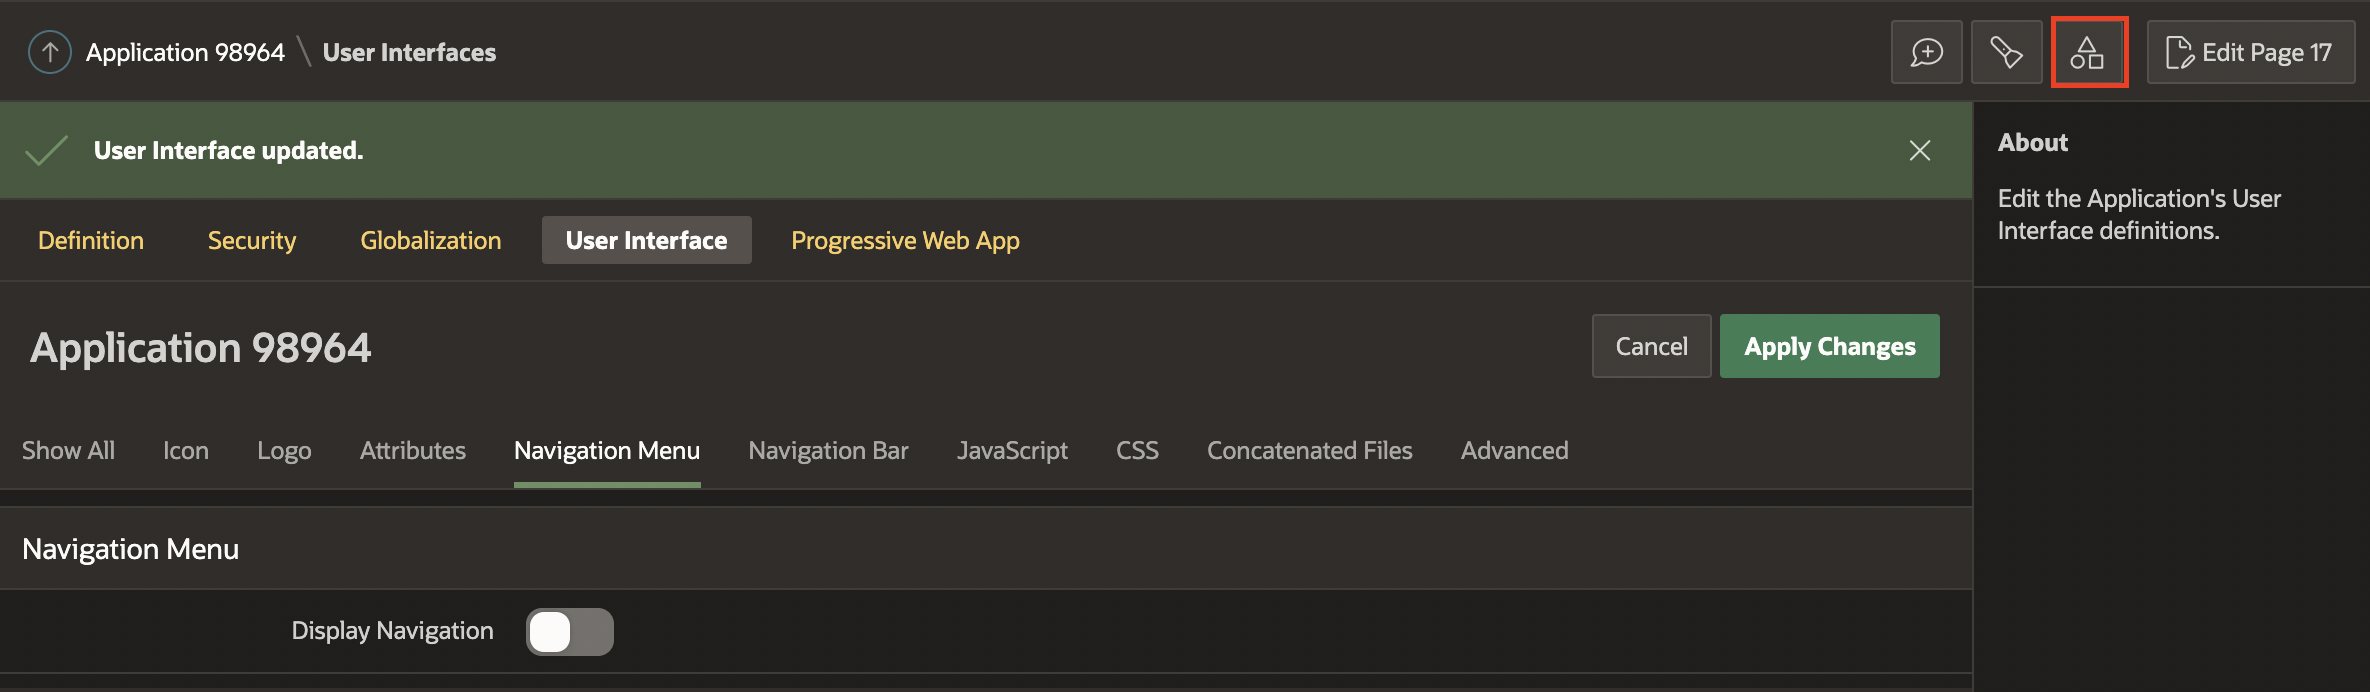 Application 98964 \ User Interfaces
Edit Page 17
User Interface updated.
About
Edit the Application's User
Interface definitions.
Definition Security Globalization User Interface Progressive Web App
Application 98964
Cancel Apply Changes
Show All Icon Logo Attributes Navigation Menu Navigation Bar JavaScript CSS Concatenated Files Advanced
Navigation Menu
Display Navigation